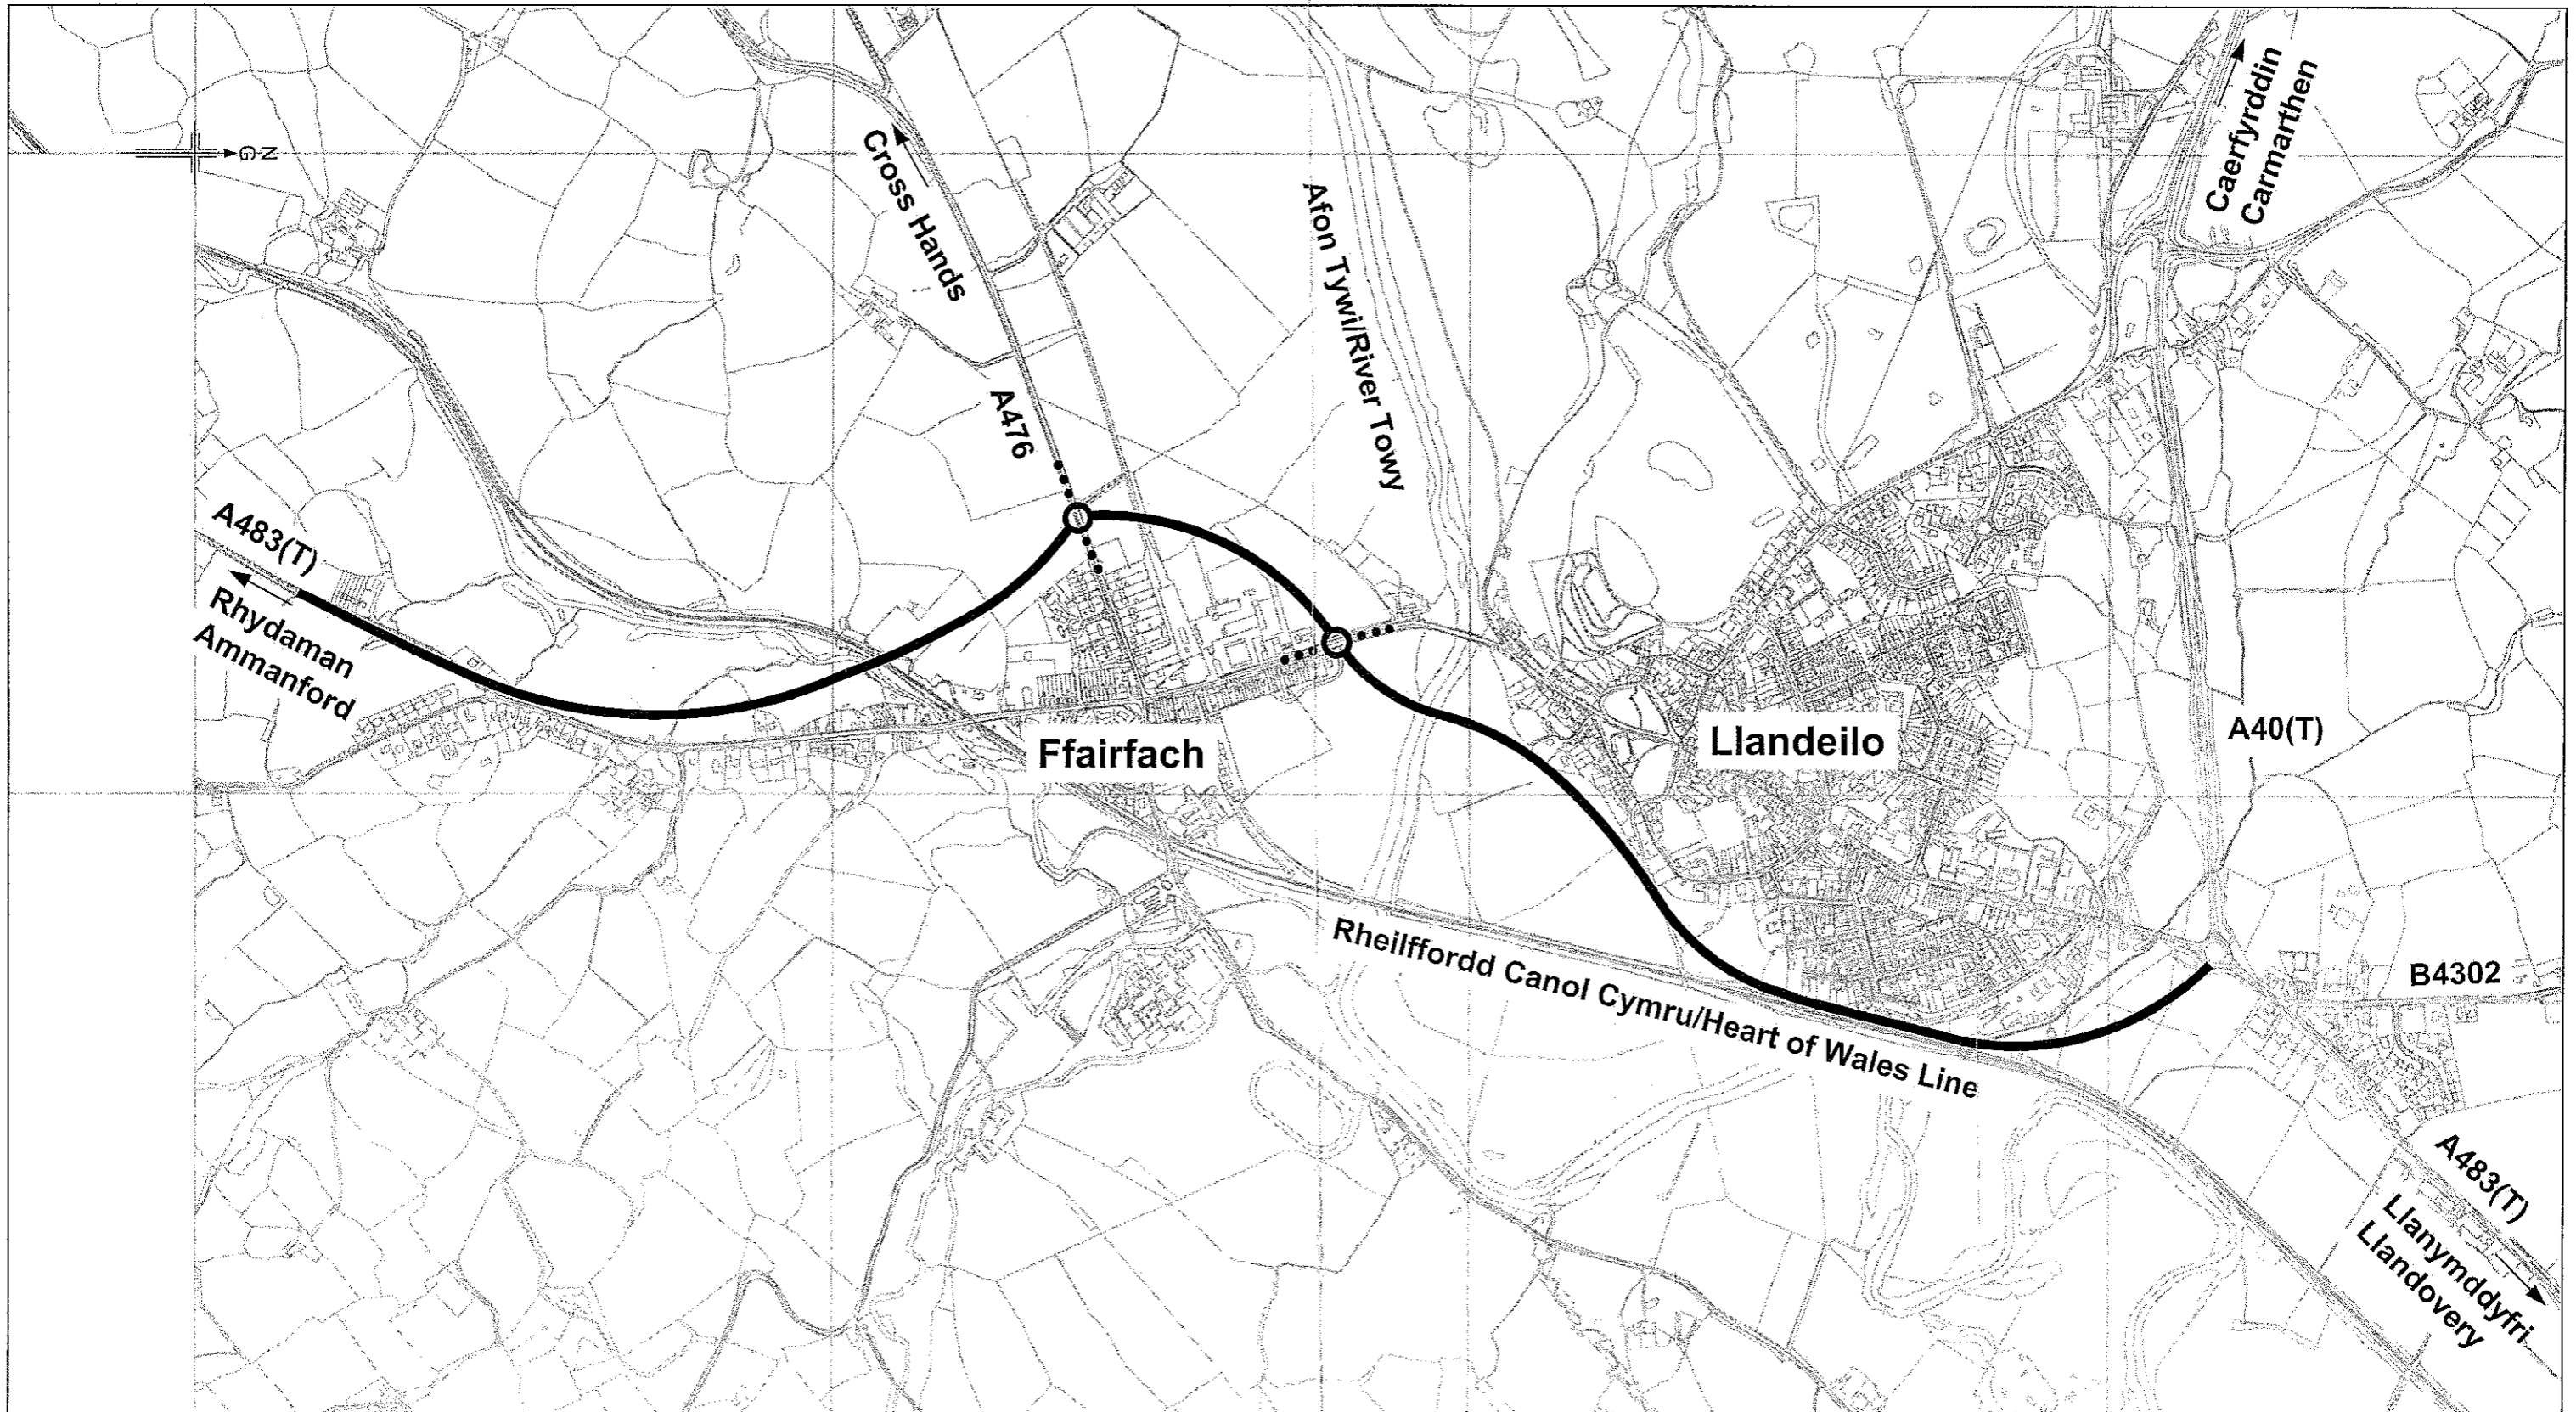 Caerfyrddin
Carmarthen
NG
Cross Hands
Afon Tywi/River Towy
A476
A483(T)
Rhydaman
Ammanford
Ffairfach
Llandeilo
A40(T)
Rheilffordd Canol Cymru/Heart of Wales Line
B4302
A483(T)
Llanymddyfri
Llandovery